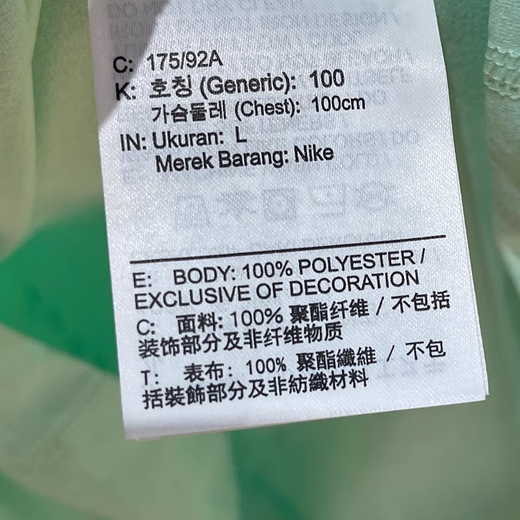 C: 175/92A
K: 호칭 (Generic): 100
가슴둘레 (Chest): 100cm
IN: Ukuran: L
Merek Barang: Nike
E: BODY: 100% POLYESTER /
EXCLUSIVE OF DECORATION
C: 面料: 100% 聚酯纤维 / 不包括
装饰部分及非纤维物质
T: 表布: 100% 聚酯纖維 / 不包
括裝飾部分及非紡織材料